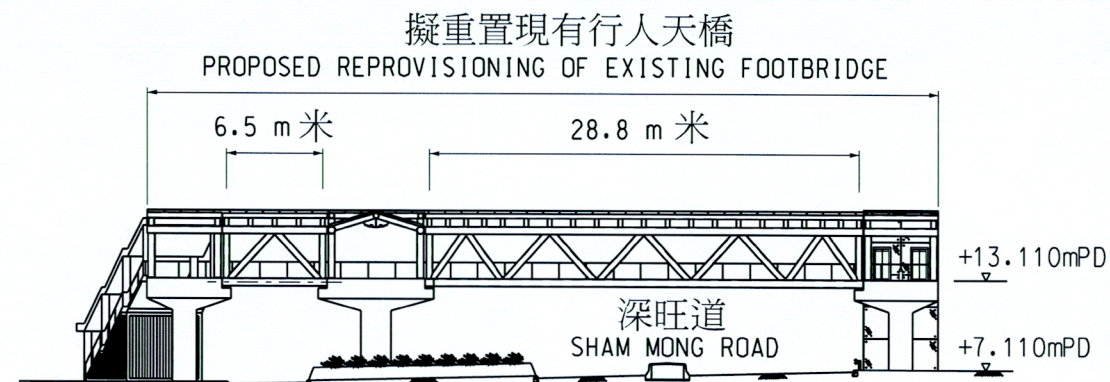 擬重置現有行人天橋
PROPOSED REPROVISIONING OF EXISTING FOOTBRIDGE
6.5 m 米
28.8 m 米
+13.110mPD
深旺道
SHAM MONG ROAD
+7.110mPD